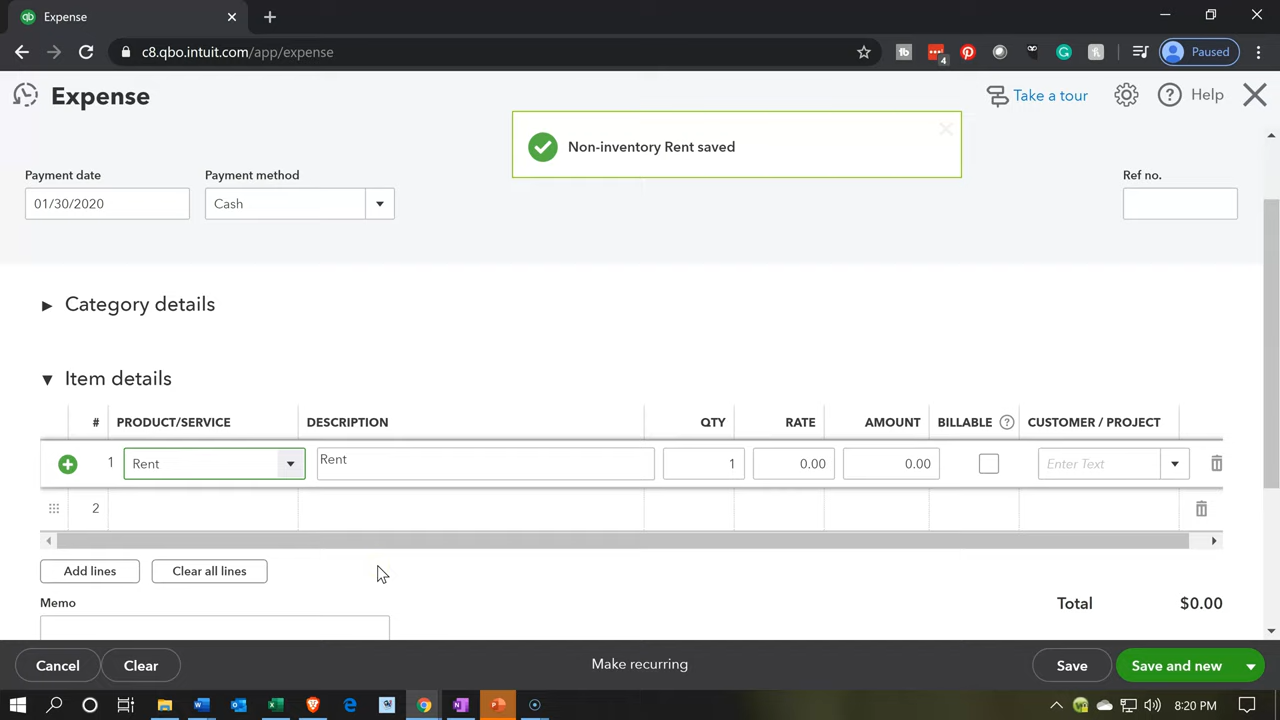 Expense
c8.qbo.intuit.com/app/expense
4
Paused
Expense
Take a tour
Help
Non-inventory Rent saved
Payment date
Payment method
Ref no.
01/30/2020
Cash
Category details
Item details
# PRODUCT/SERVICE DESCRIPTION QTY RATE AMOUNT BILLABLE ? CUSTOMER / PROJECT
1 Rent Rent 1 0.00 0.00 Enter Text
2
Add lines
Clear all lines
Memo
Total $0.00
Cancel
Clear
Make recurring
Save
Save and new
8:20 PM